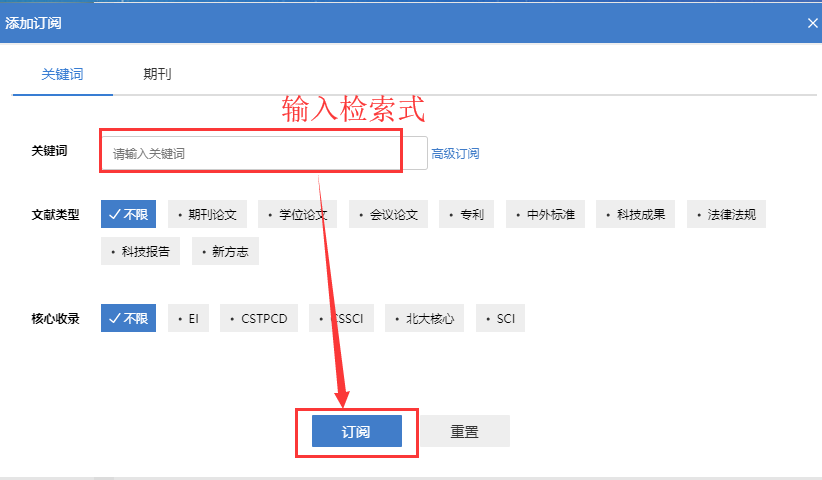 添加订阅 ×
关键词 期刊
输入检索式
关键词 请输入关键词 高级订阅
文献类型 ✓ 不限 • 期刊论文 • 学位论文 • 会议论文 • 专利 • 中外标准 • 科技成果 • 法律法规
• 科技报告 • 新方志
核心收录 ✓ 不限 • EI • CSTPCD • CSSCI • 北大核心 • SCI
订阅 重置